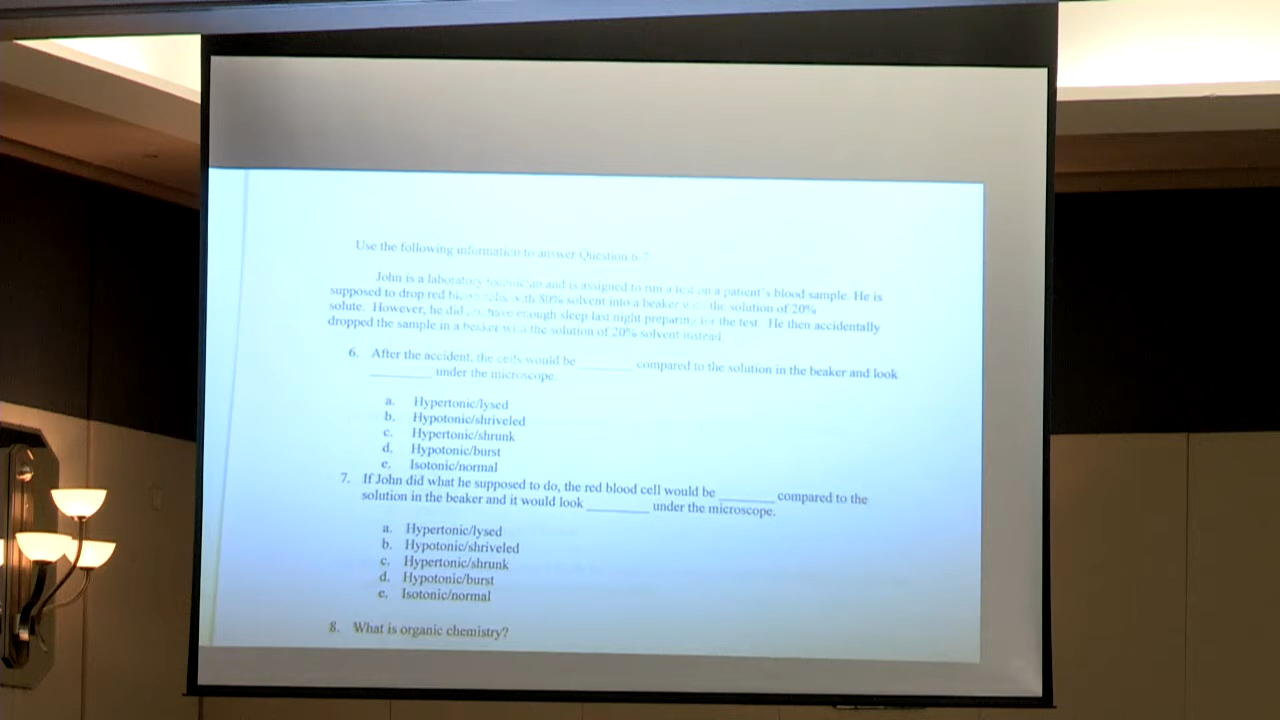 Use the following information to answer Question 6-7
John is a laboratory technician and is assigned to run a test on a patient's blood sample. He is
supposed to drop red with 80% solvent into a beaker the solution of 20%
solute. However, he did have enough sleep last night preparing for the test. He then accidentally
dropped the sample in a beaker with the solution of 20% solvent instead.
6. After the accident, the cells would be ________ compared to the solution in the beaker and look
_________ under the microscope.
a. Hypertonic/lysed
b. Hypotonic/shriveled
c. Hypertonic/shrunk
d. Hypotonic/burst
e. Isotonic/normal
7. If John did what he supposed to do, the red blood cell would be ________ compared to the
solution in the beaker and it would look _________ under the microscope.
a. Hypertonic/lysed
b. Hypotonic/shriveled
c. Hypertonic/shrunk
d. Hypotonic/burst
e. Isotonic/normal
8. What is organic chemistry?